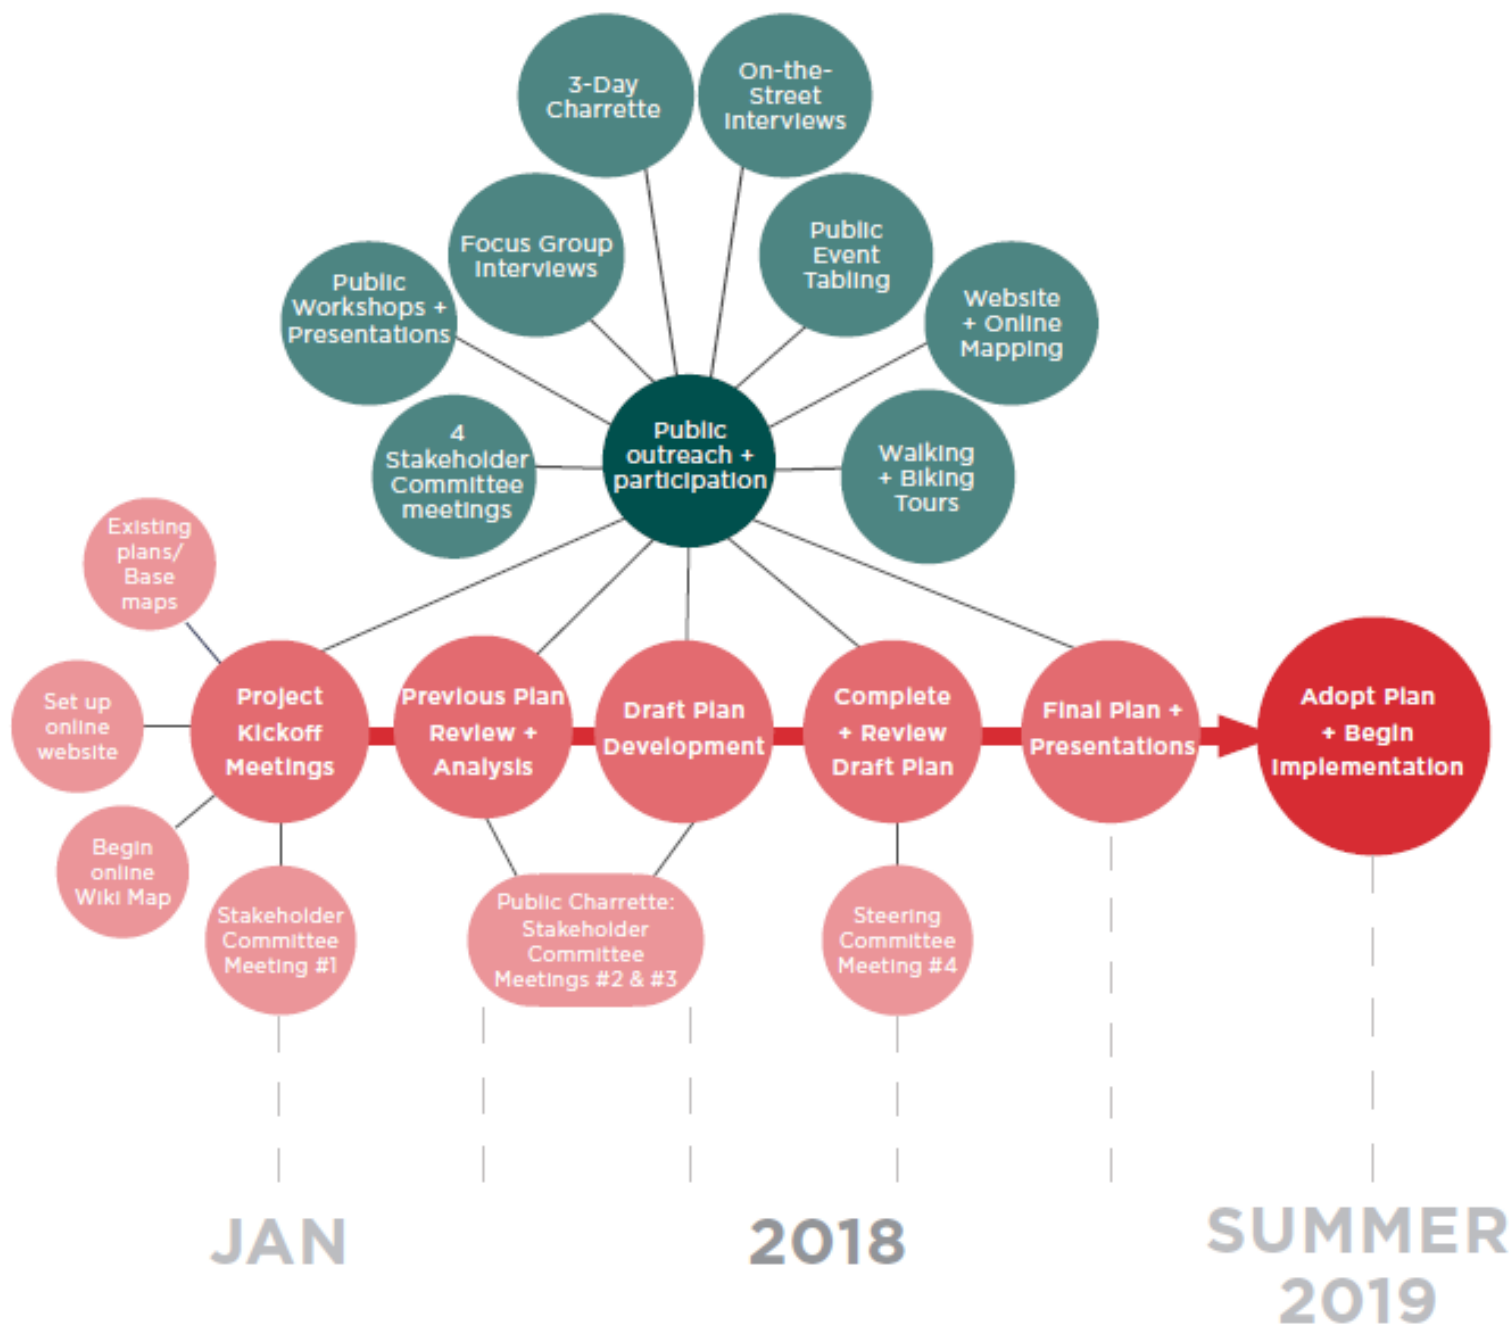 3-Day
Charrette
On-the-
Street
Interviews
Focus Group
Interviews
Public
Event
Tabling
Public
Workshops +
Presentations
Website
+ Online
Mapping
4
Stakeholder
Committee
meetings
Public
outreach +
participation
Walking
+ Biking
Tours
Existing
plans/
Base
maps
Set up
online
website
Begin
online
Wiki Map
Project
Kickoff
Meetings
Previous Plan
Review +
Analysis
Draft Plan
Development
Complete
+ Review
Draft Plan
Final Plan +
Presentations
Adopt Plan
+ Begin
Implementation
Stakeholder
Committee
Meeting #1
Public Charrette:
Stakeholder
Committee
Meetings #2 & #3
Steering
Committee
Meeting #4
JAN
2018
SUMMER
2019